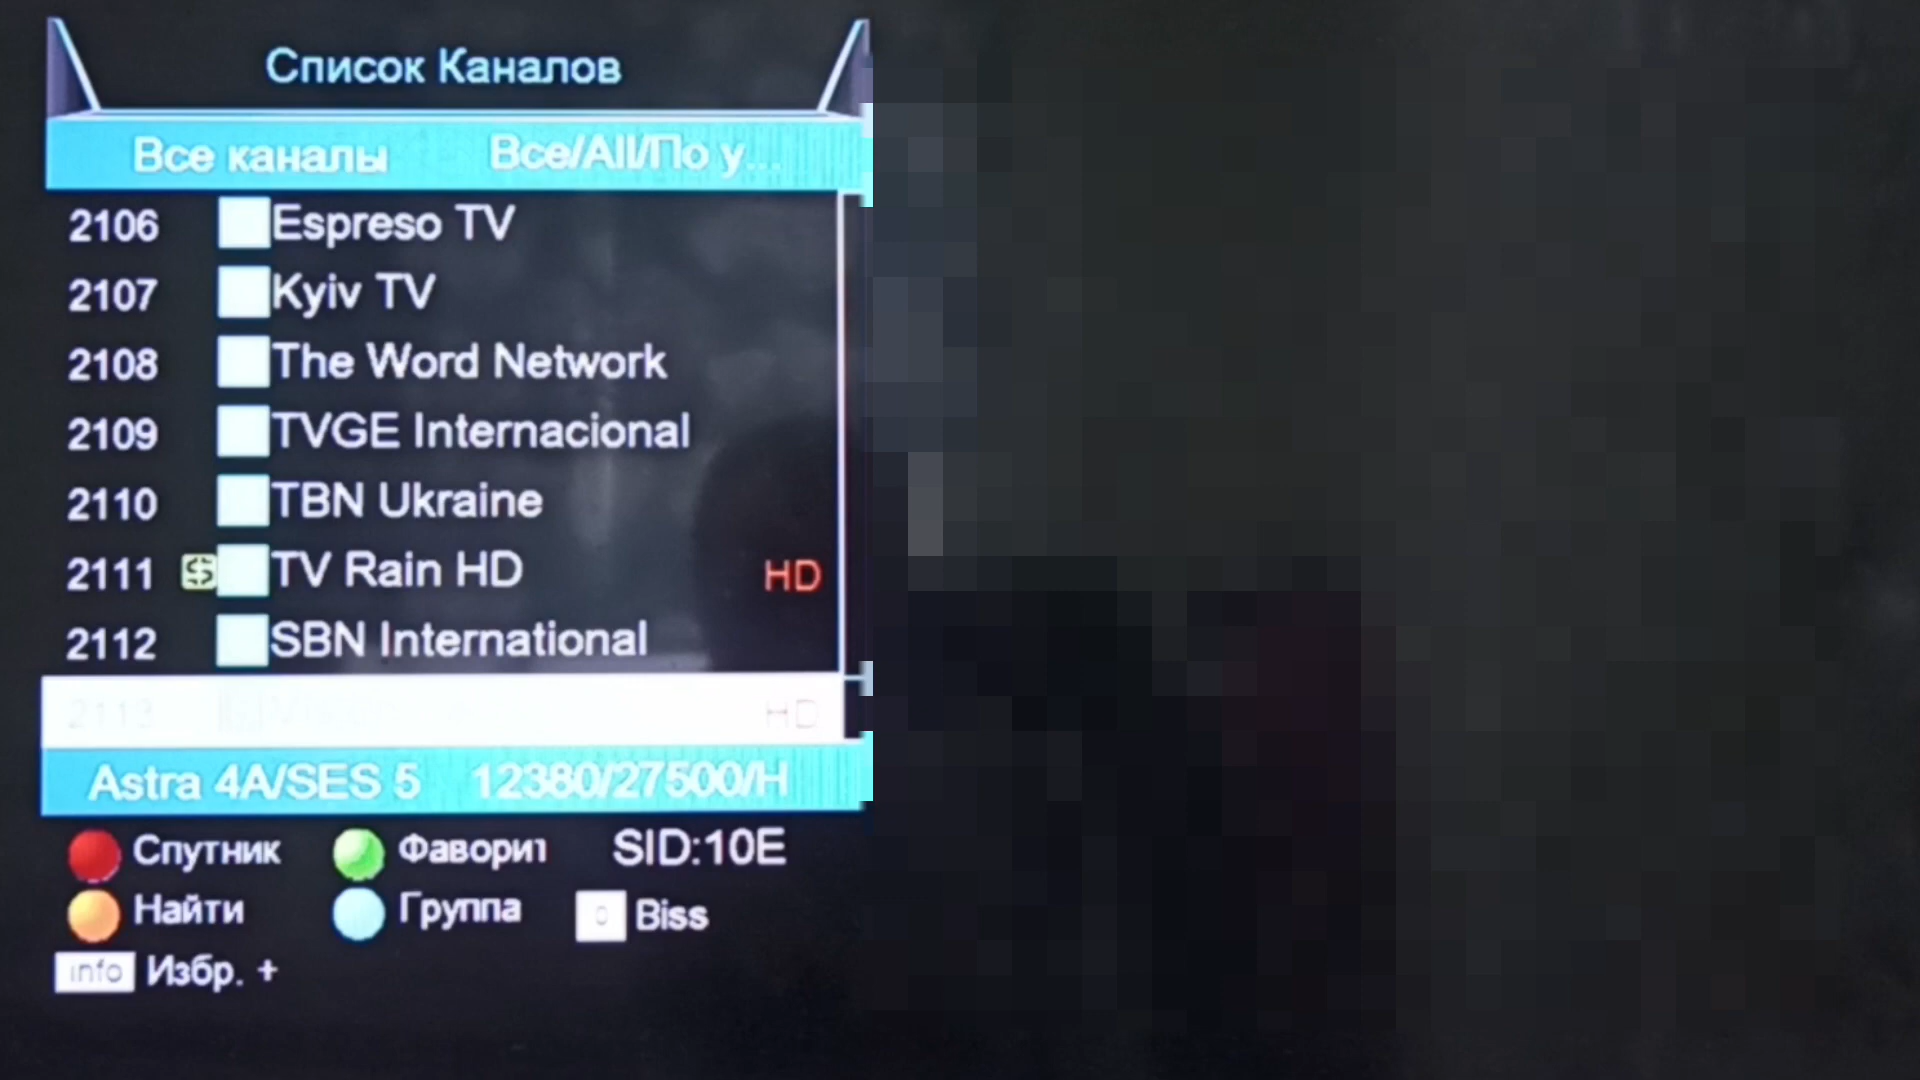 Список Каналов
Все каналы Все/All/По у...
2106 Espreso TV
2107 Kyiv TV
2108 The Word Network
2109 TVGE Internacional
2110 TBN Ukraine
2111 $ TV Rain HD HD
2112 SBN International
2113 HD
Astra 4A/SES 5 12380/27500/H
Спутник Фаворит SID:10E
Найти Группа 0 Biss
info Избр. +